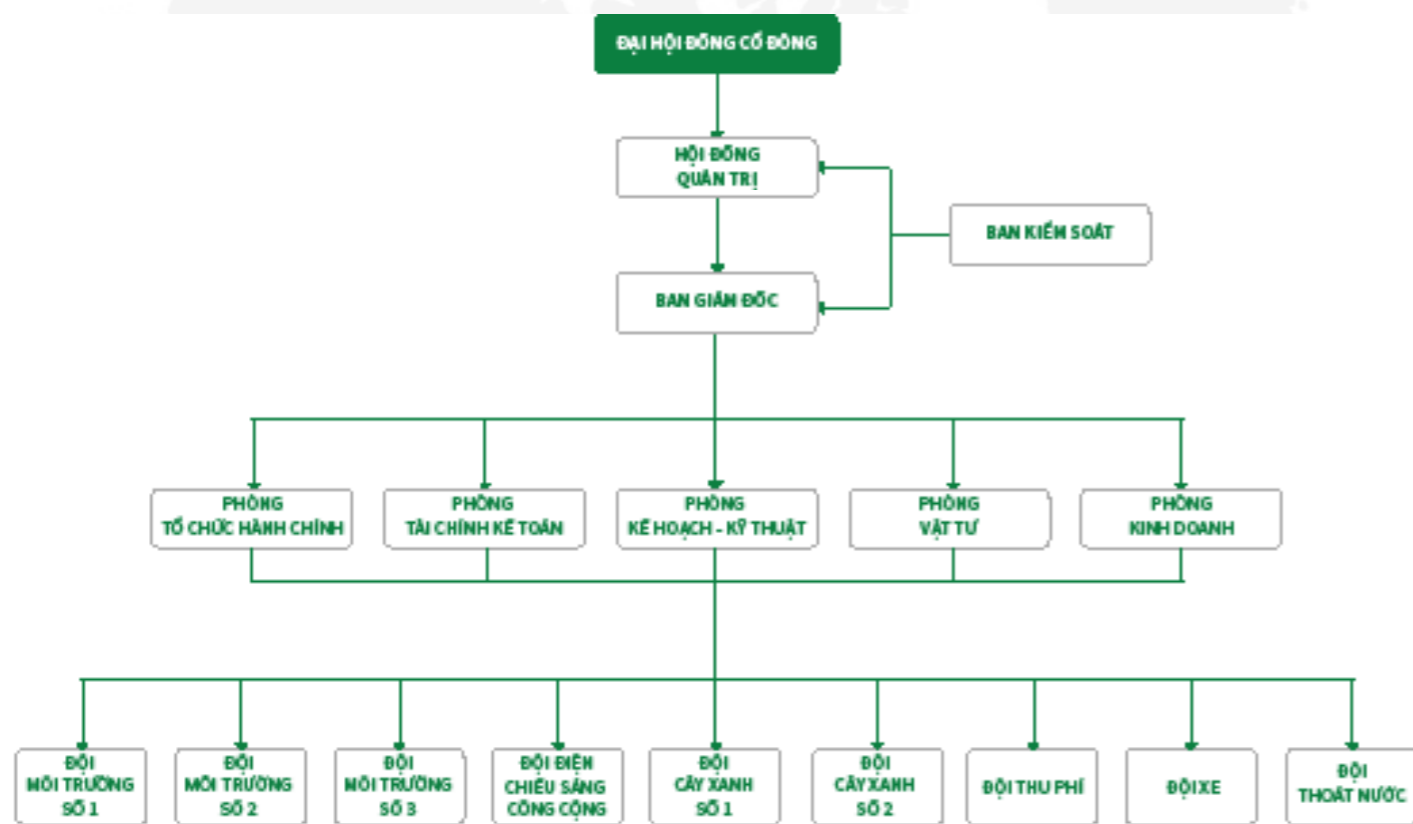 ĐẠI HỘI ĐỒNG CỔ ĐÔNG
HỘI ĐỒNG
QUẢN TRỊ
BAN KIỂM SOÁT
BAN GIÁM ĐỐC
PHÒNG
TỔ CHỨC HÀNH CHÍNH
PHÒNG
TÀI CHÍNH KẾ TOÁN
PHÒNG
KẾ HOẠCH - KỸ THUẬT
PHÒNG
VẬT TƯ
PHÒNG
KINH DOANH
ĐỘI
MÔI TRƯỜNG
SỐ 1
ĐỘI
MÔI TRƯỜNG
SỐ 2
ĐỘI
MÔI TRƯỜNG
SỐ 3
ĐỘI ĐIỆN
CHIẾU SÁNG
CÔNG CỘNG
ĐỘI
CÂY XANH
SỐ 1
ĐỘI
CÂY XANH
SỐ 2
ĐỘI THU PHÍ
ĐỘI XE
ĐỘI
THOÁT NƯỚC